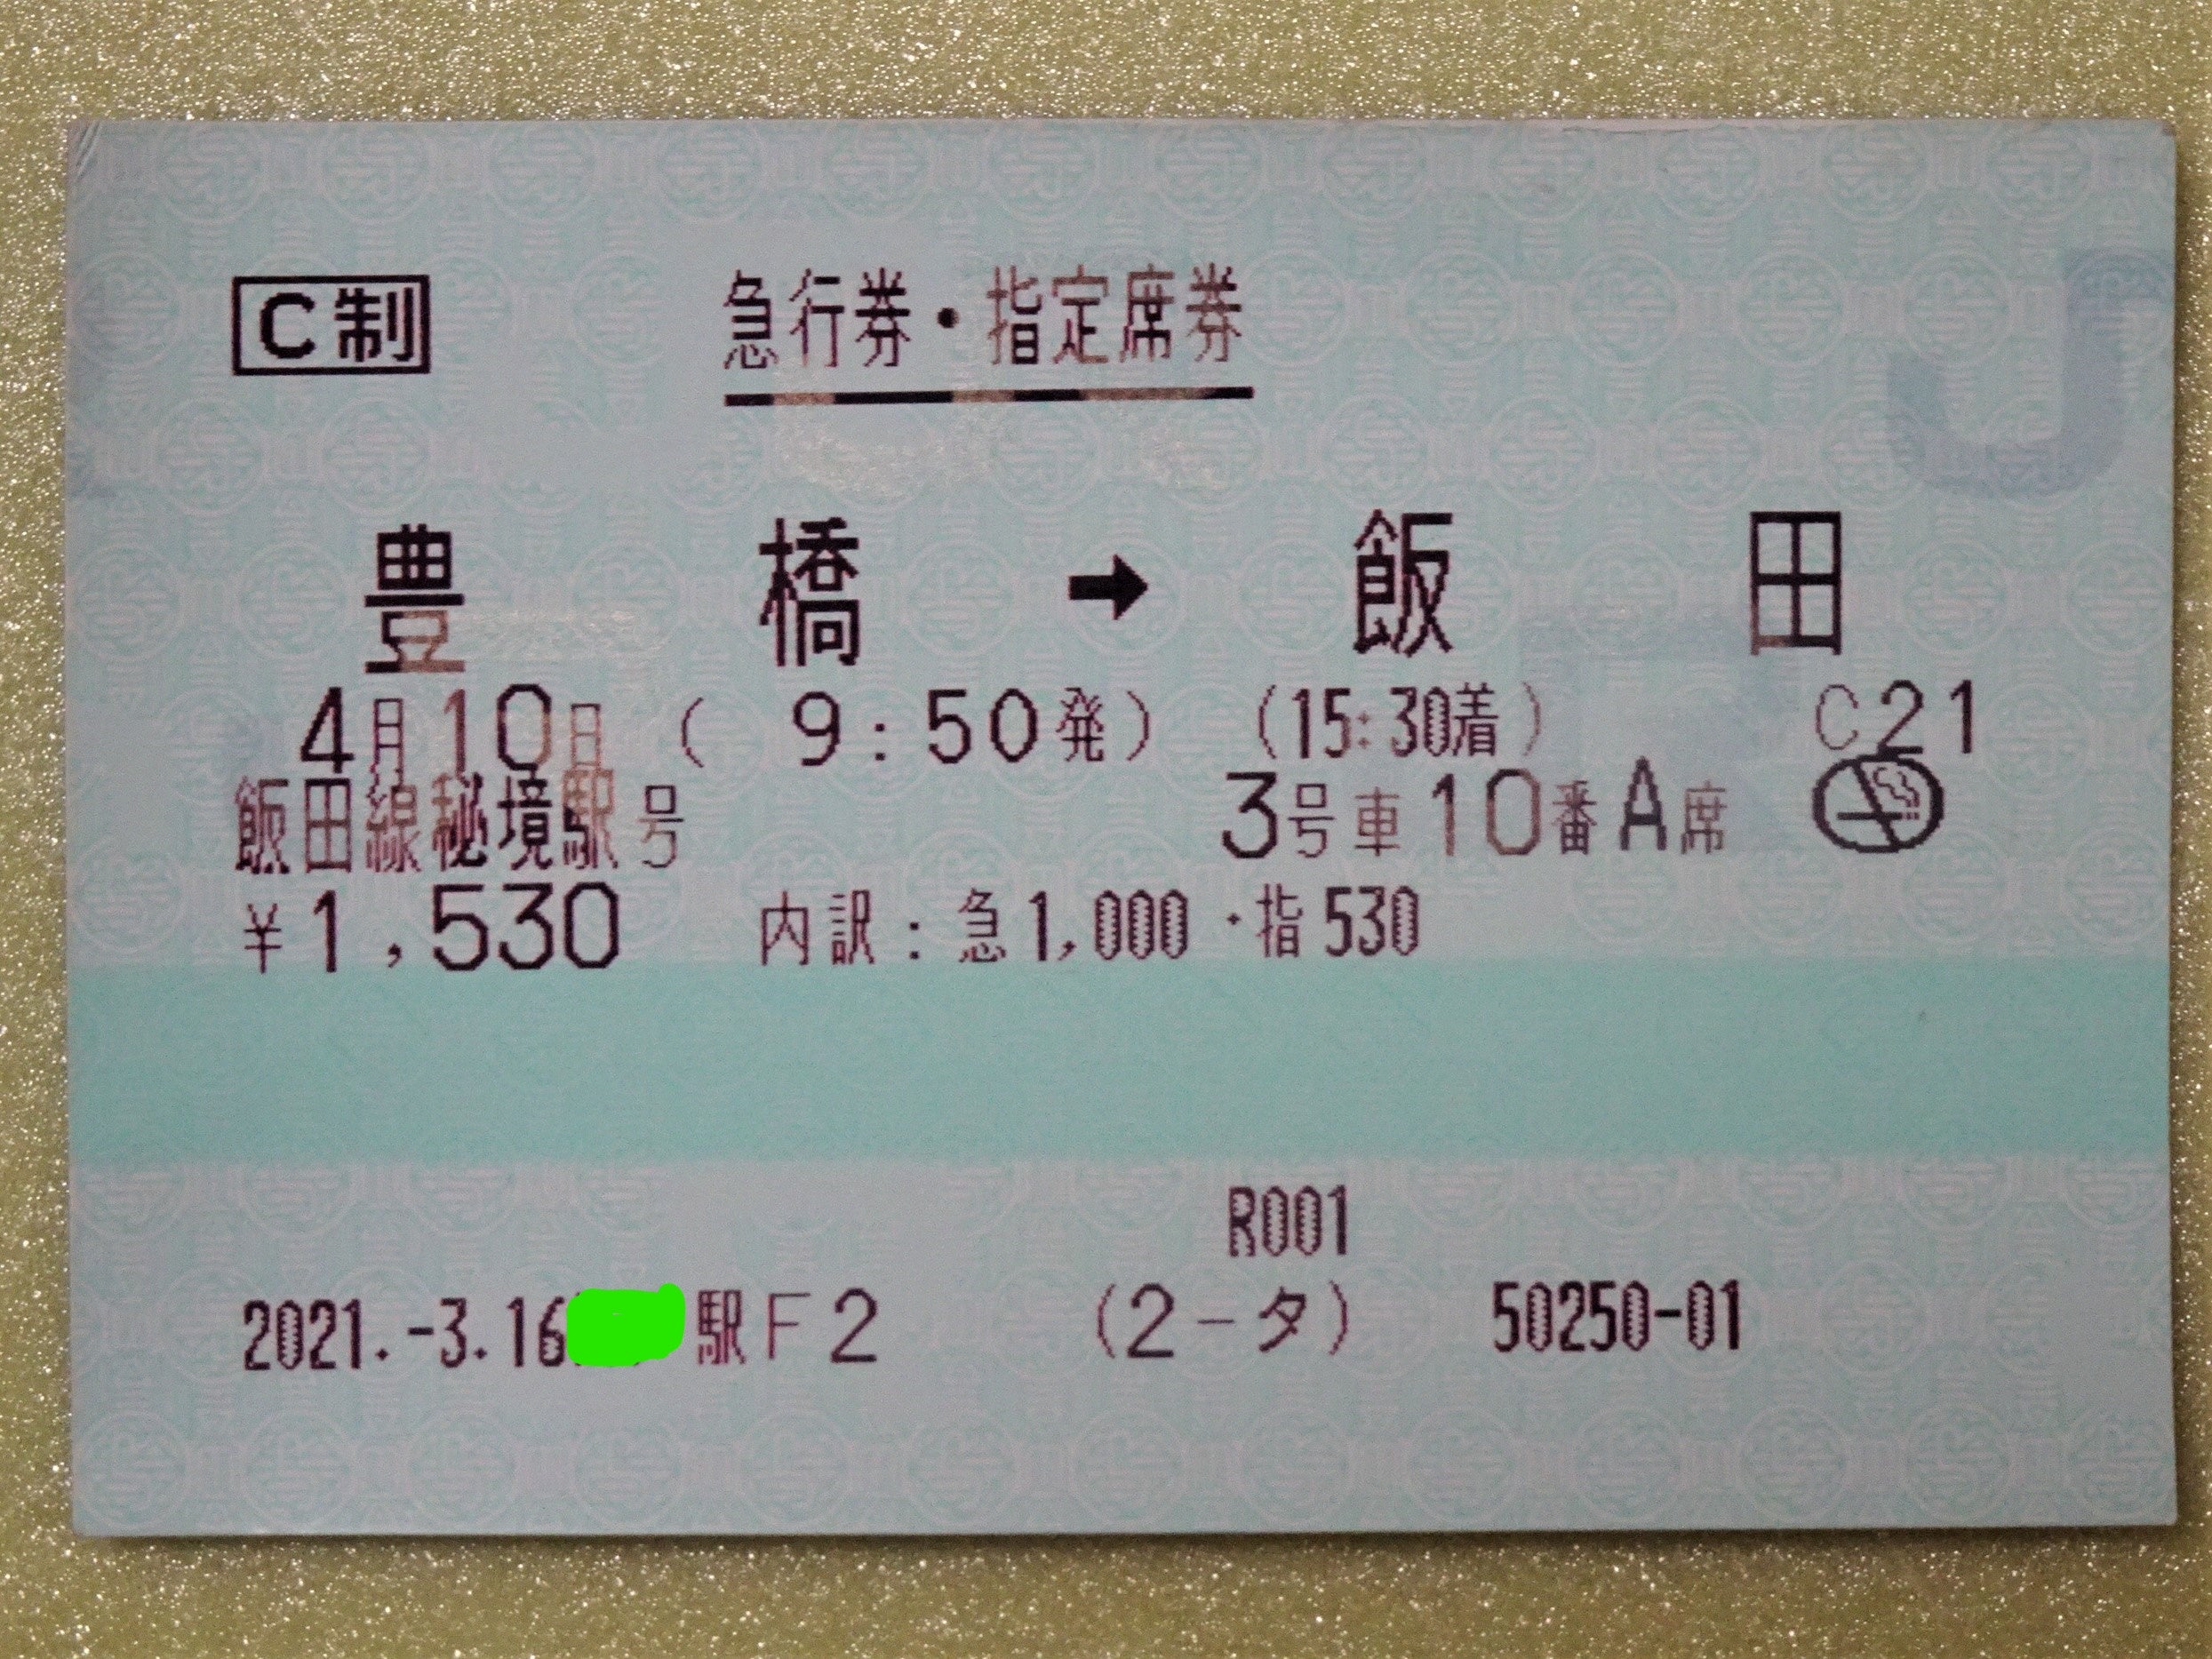 C制 急行券・指定席券
豊橋➡飯田
4月10日 ( 9:50発) (15:30着) C21
飯田線秘境駅号 3号車10番A席
¥1,530 内訳:急1,000・指530
R001
2021.-3.16 駅F2 (2-タ) 50250-01